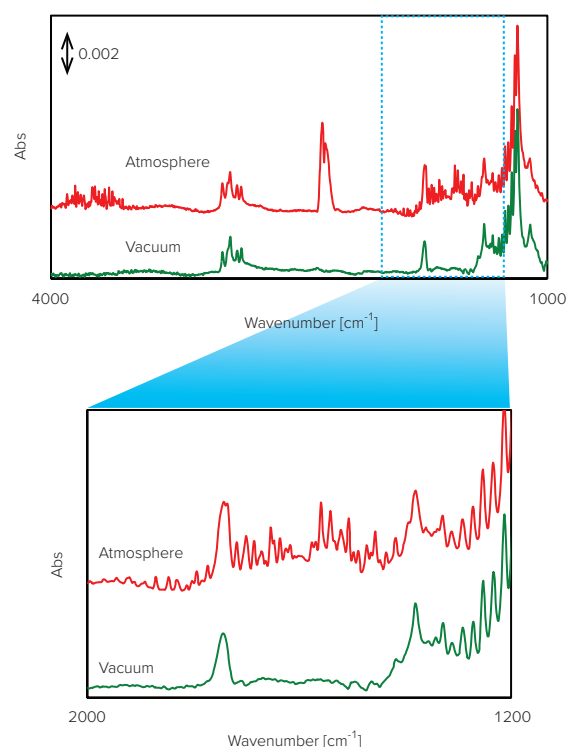 0.002
Abs
Atmosphere
Vacuum
4000
1000
Wavenumber [cm-1]
Atmosphere
Abs
Vacuum
2000
1200
Wavenumber [cm-1]